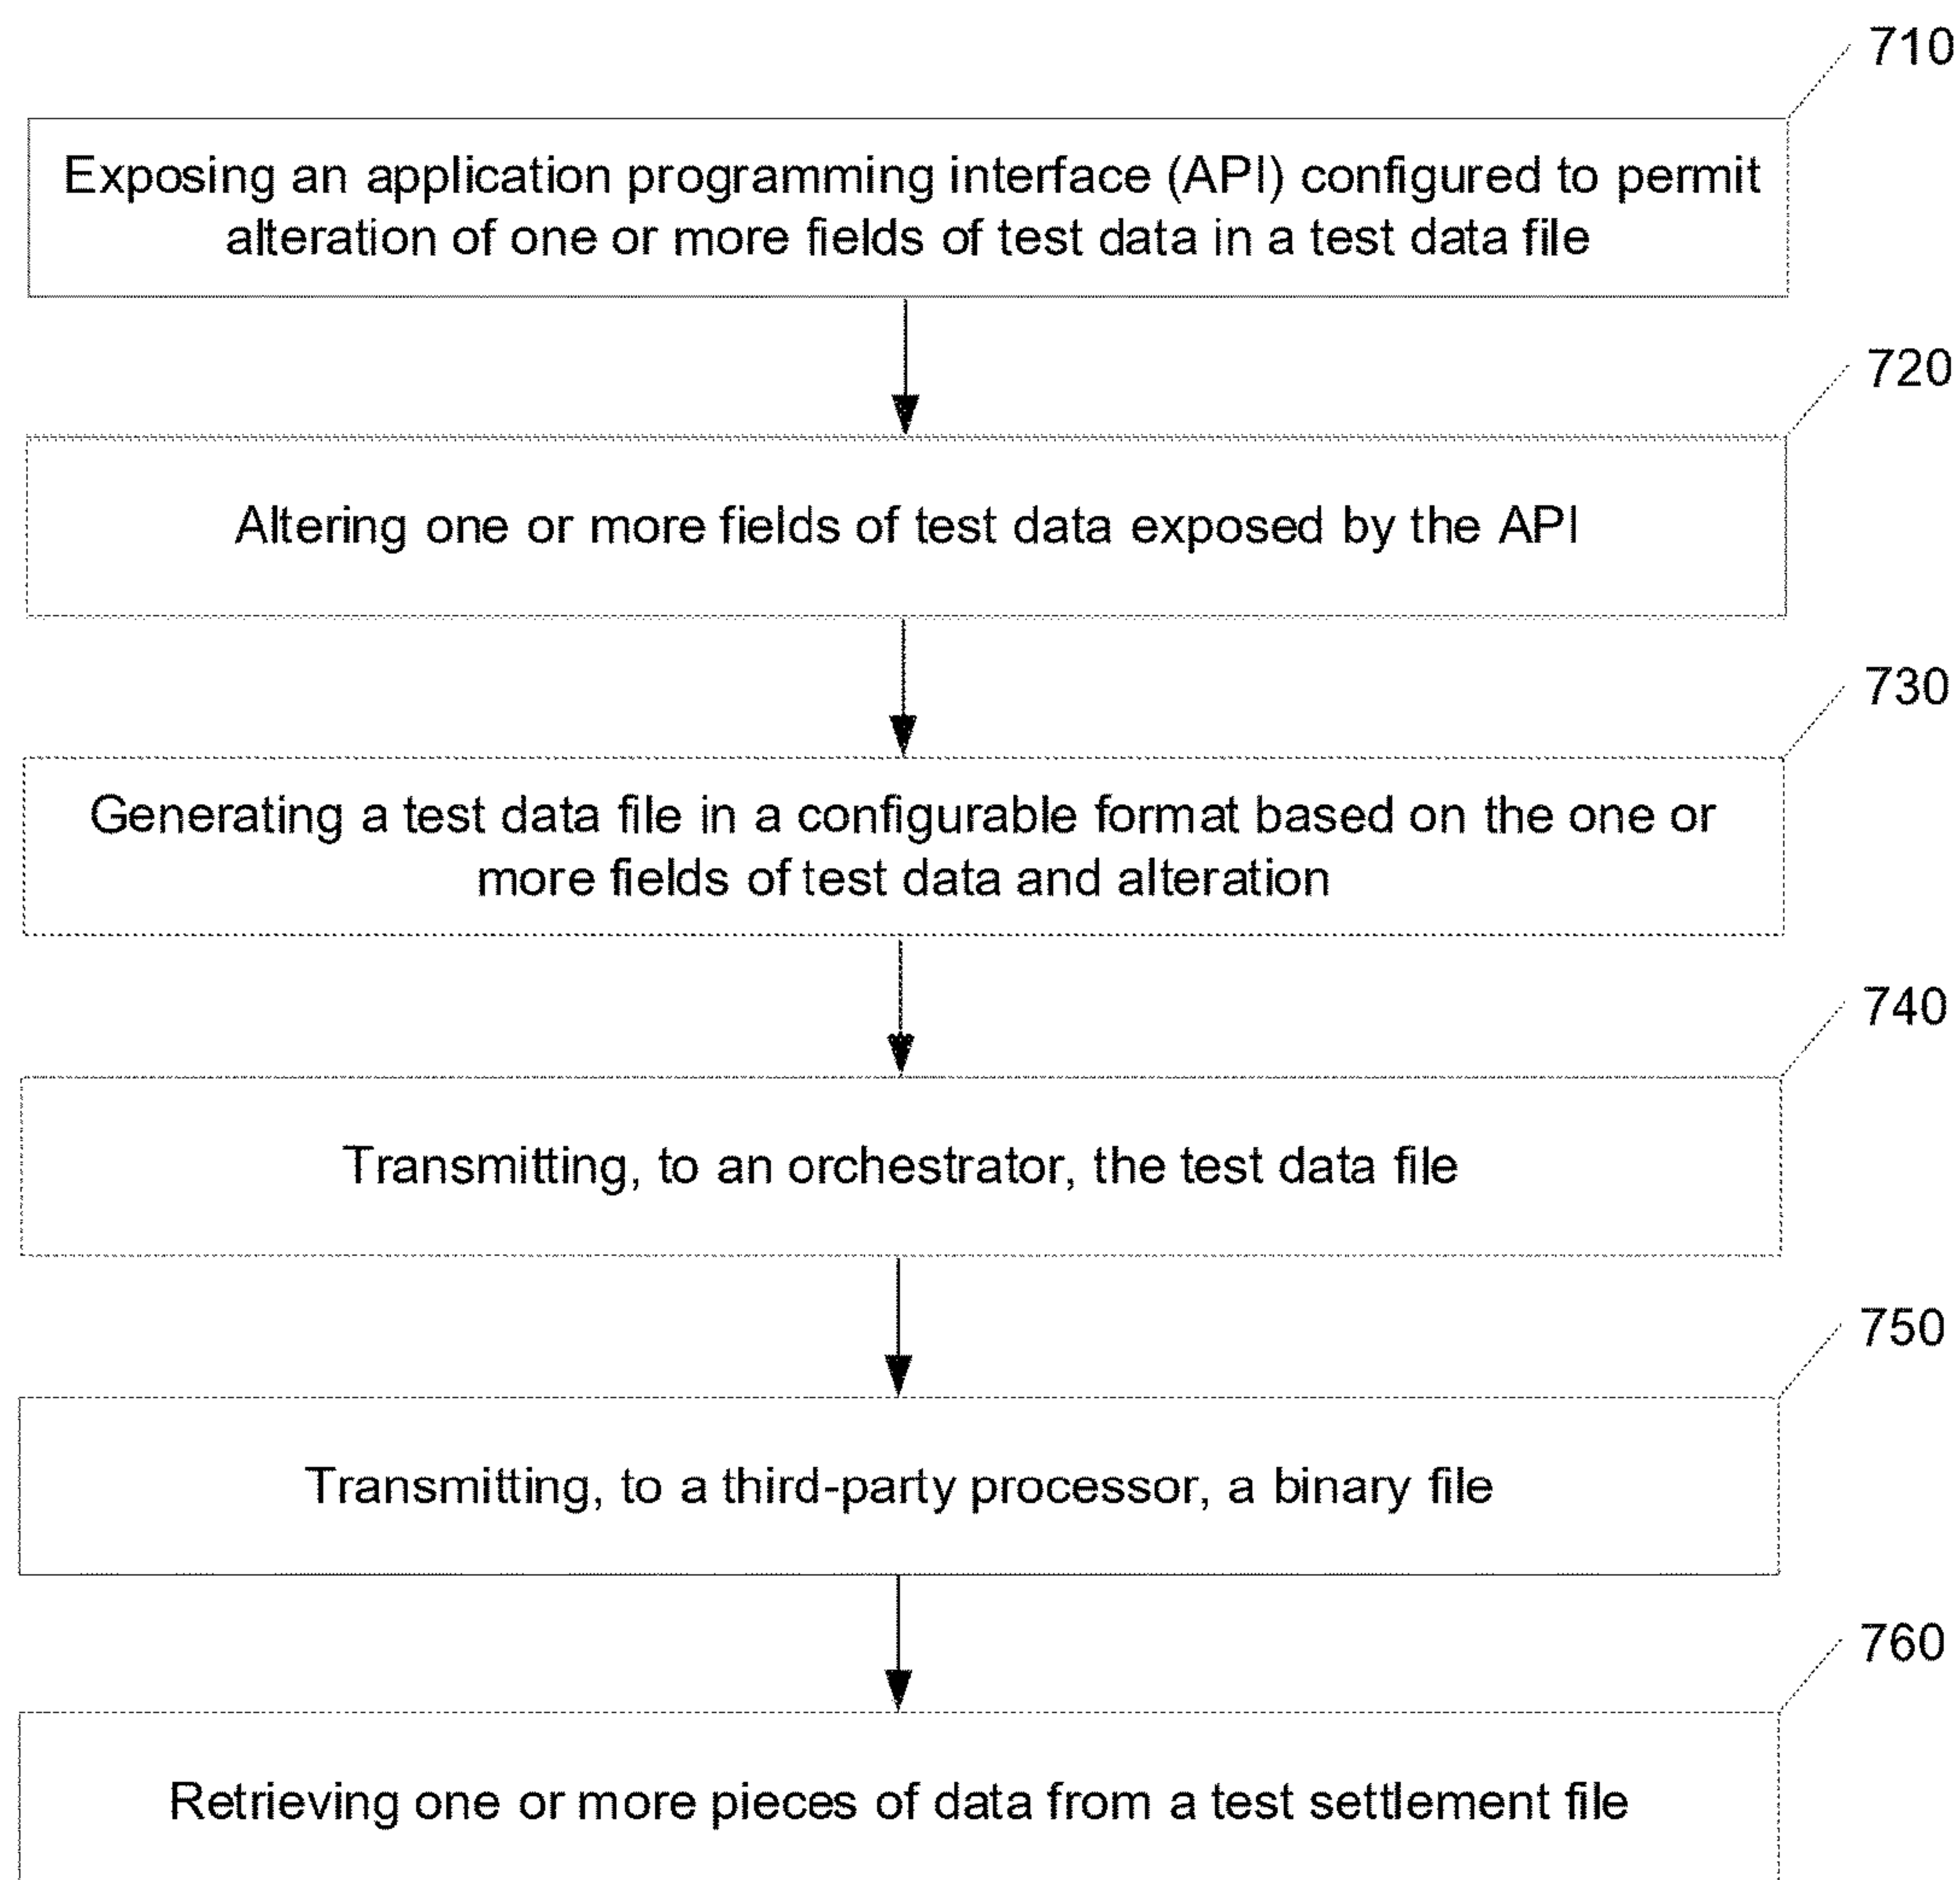 710
Exposing an application programming interface (API) configured to permit
alteration of one or more fields of test data in a test data file
720
Altering one or more fields of test data exposed by the API
730
Generating a test data file in a configurable format based on the one or
more fields of test data and alteration
740
Transmitting, to an orchestrator, the test data file
750
Transmitting, to a third-party processor, a binary file
760
Retrieving one or more pieces of data from a test settlement file